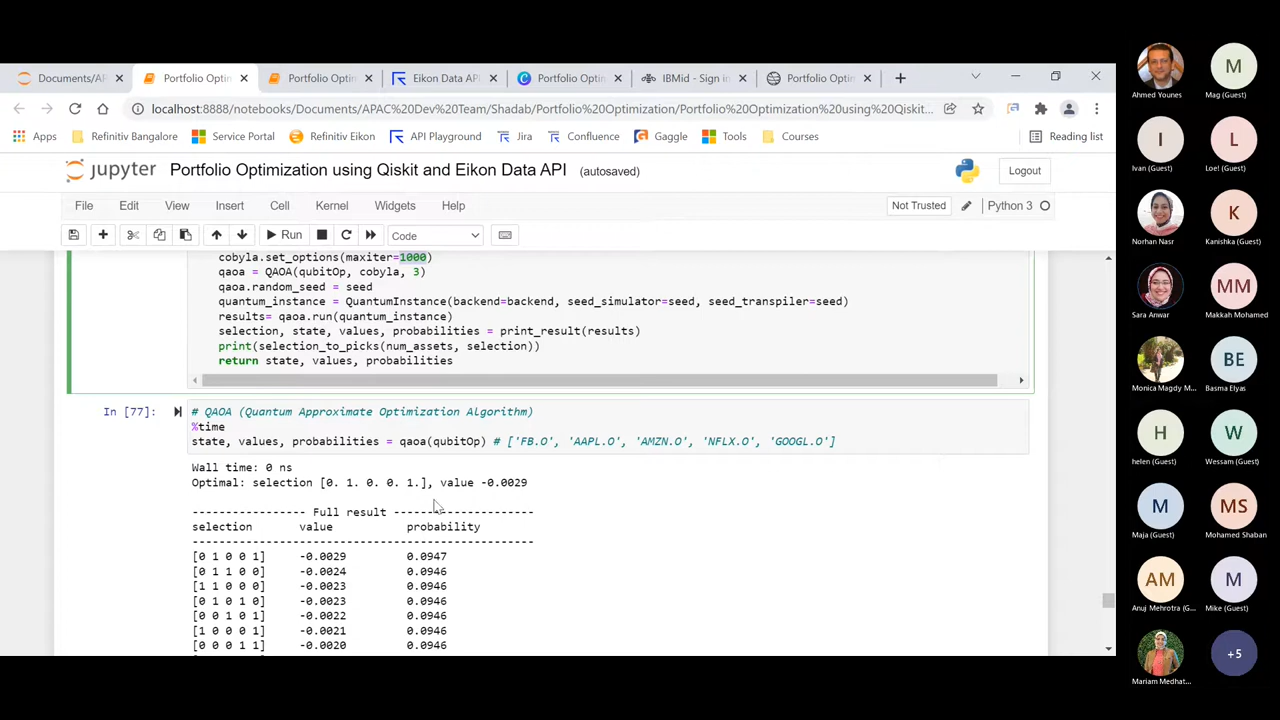 Documents/AP
Portfolio Optin
Portfolio Optin
Eikon Data API
Portfolio Optin
IBMid - Sign in
Portfolio Optin
localhost:8888/notebooks/Documents/APAC%20Dev%20Team/Shadab/Portfolio%20Optimization/Portfolio%20Optimization%20using%20Qiskit...
Apps
Refinitiv Bangalore
Service Portal
Refinitiv Eikon
API Playground
Jira
Confluence
Kaggle
Tools
Courses
Reading list
jupyter
Portfolio Optimization using Qiskit and Eikon Data API (autosaved)
Logout
File Edit View Insert Cell Kernel Widgets Help
Not Trusted
Python 3
Run
Code
cobyla.set_options(maxiter=1000)
qaoa = QAOA(qubitOp, cobyla, 3)
qaoa.random_seed = seed
quantum_instance = QuantumInstance(backend=backend, seed_simulator=seed, seed_transpiler=seed)
results= qaoa.run(quantum_instance)
selection, state, values, probabilities = print_result(results)
print(selection_to_picks(num_assets, selection))
return state, values, probabilities
In [77]:
# QAOA (Quantum Approximate Optimization Algorithm)
%time
state, values, probabilities = qaoa(qubitOp) # ['FB.O', 'AAPL.O', 'AMZN.O', 'NFLX.O', 'GOOGL.O']
Wall time: 0 ns
Optimal: selection [0. 1. 0. 0. 1.], value -0.0029
----------------- Full result ---------------------
selection value probability
---------------------------------------------------
[0 1 0 0 1] -0.0029 0.0947
[0 1 1 0 0] -0.0024 0.0946
[1 1 0 0 0] -0.0023 0.0946
[0 1 0 1 0] -0.0023 0.0946
[0 0 1 0 1] -0.0022 0.0946
[1 0 0 0 1] -0.0021 0.0946
[0 0 0 1 1] -0.0020 0.0946
M
Ahmed Younes
Mag (Guest)
I
L
Ivan (Guest)
Loe! (Guest)
K
Norhan Nasr
Kanishka (Guest)
MM
Sara Anwar
Makkah Mohamed
BE
Monica Magdy M...
Basma Elyas
H
W
helen (Guest)
Wessam (Guest)
M
MS
Maja (Guest)
Mohamed Shaban
AM
M
Anuj Mehrotra (G...
Mike (Guest)
+5
Mariam Medhat...